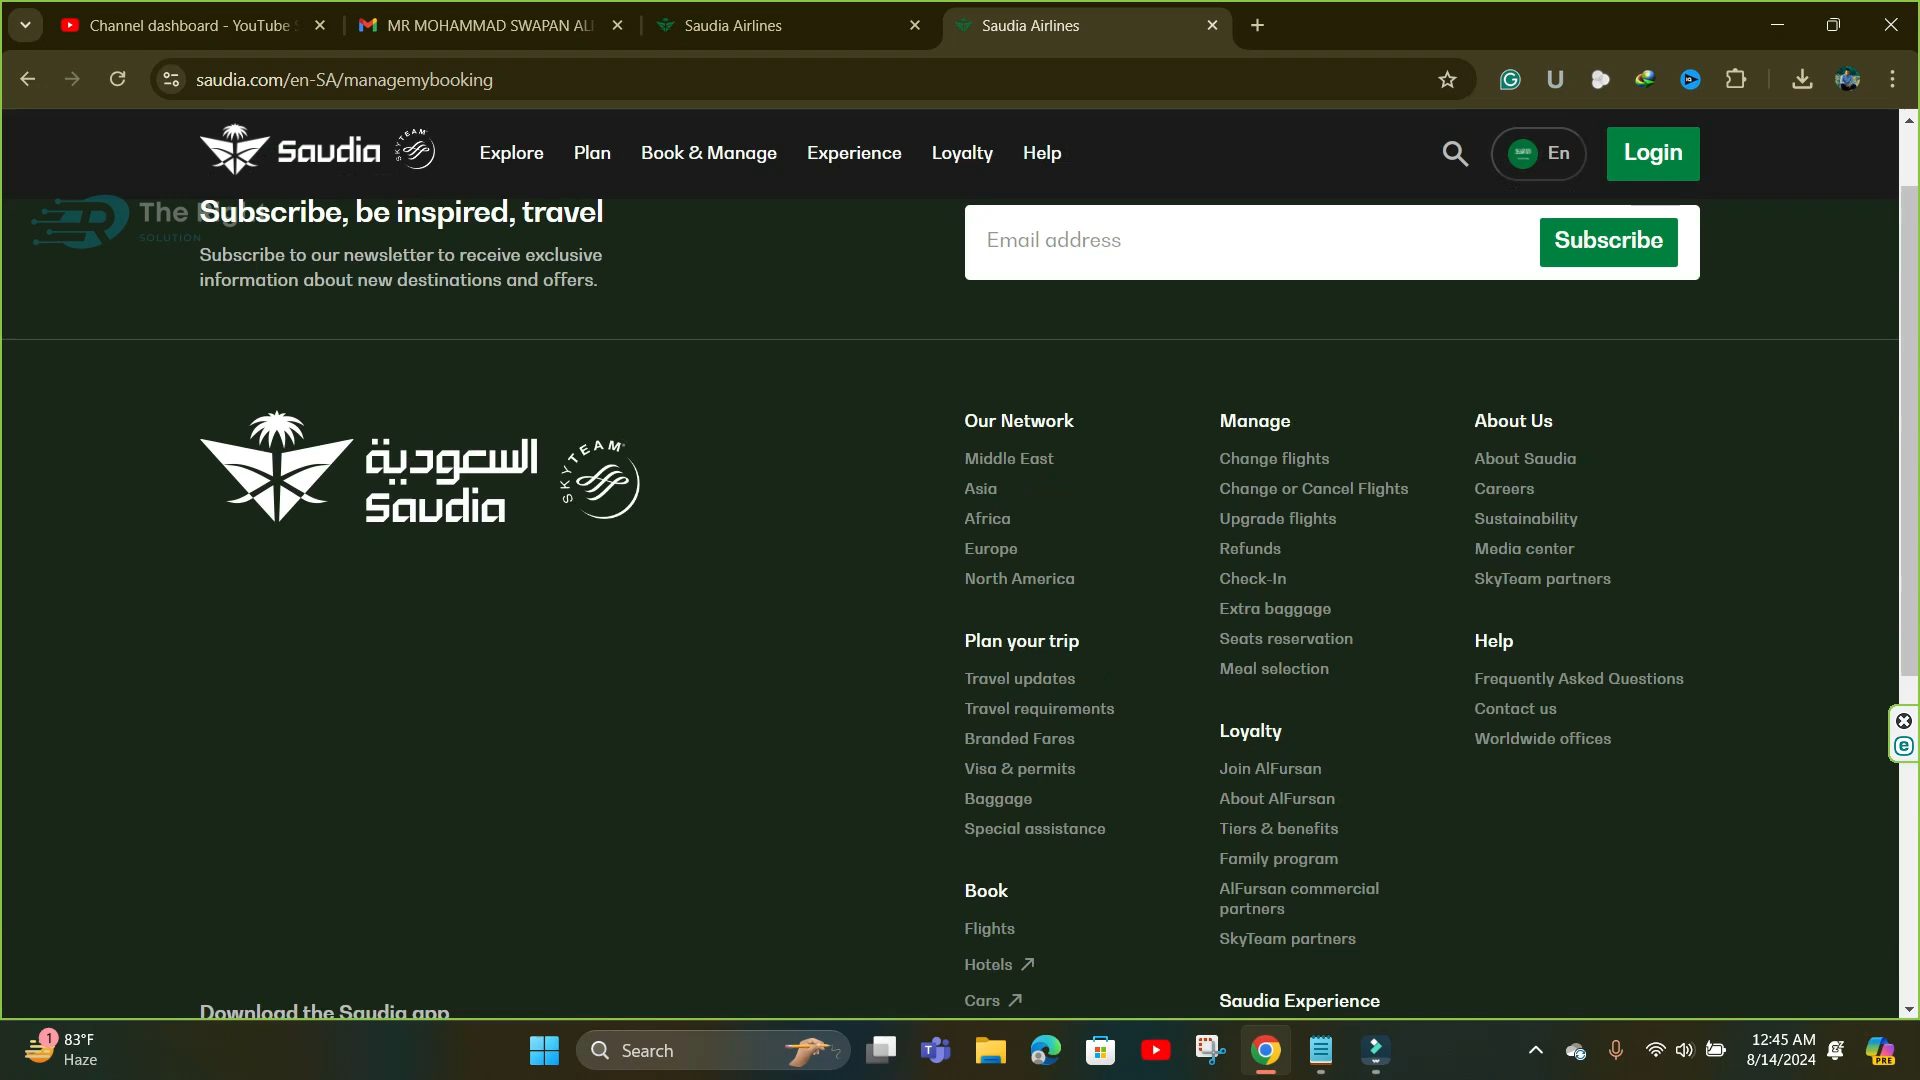 Channel dashboard - YouTube S
MR MOHAMMAD SWAPAN ALI
Saudia Airlines
Saudia Airlines
saudia.com/en-SA/managemybooking
Saudia
SKYTEAM
Explore
Plan
Book & Manage
Experience
Loyalty
Help
En
Login
The Right
SOLUTION
Subscribe, be inspired, travel
Subscribe to our newsletter to receive exclusive
information about new destinations and offers.
Email address
Subscribe
السعودية
Saudia
SKYTEAM
Our Network
Middle East
Asia
Africa
Europe
North America
Plan your trip
Travel updates
Travel requirements
Branded Fares
Visa & permits
Baggage
Special assistance
Book
Flights
Hotels
Cars
Manage
Change flights
Change or Cancel Flights
Upgrade flights
Refunds
Check-In
Extra baggage
Seats reservation
Meal selection
Loyalty
Join AlFursan
About AlFursan
Tiers & benefits
Family program
AlFursan commercial
partners
SkyTeam partners
Saudia Experience
About Us
About Saudia
Careers
Sustainability
Media center
SkyTeam partners
Help
Frequently Asked Questions
Contact us
Worldwide offices
Download the Saudia app
1
83°F
Haze
Search
12:45 AM
8/14/2024
PRE